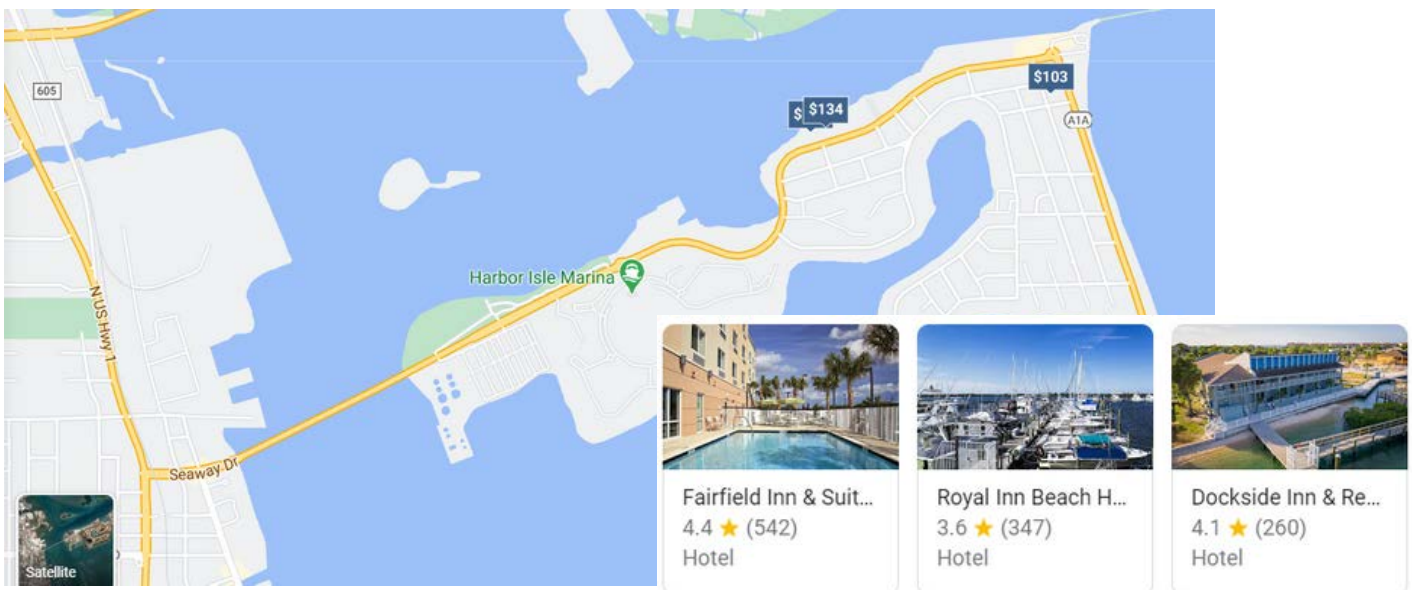 605
$103
$ $134
A1A
Harbor Isle Marina
N US Hwy 1
Seaway Dr
Satellite
Fairfield Inn & Suit...
4.4 ★ (542)
Hotel
Royal Inn Beach H...
3.6 ★ (347)
Hotel
Dockside Inn & Re...
4.1 ★ (260)
Hotel